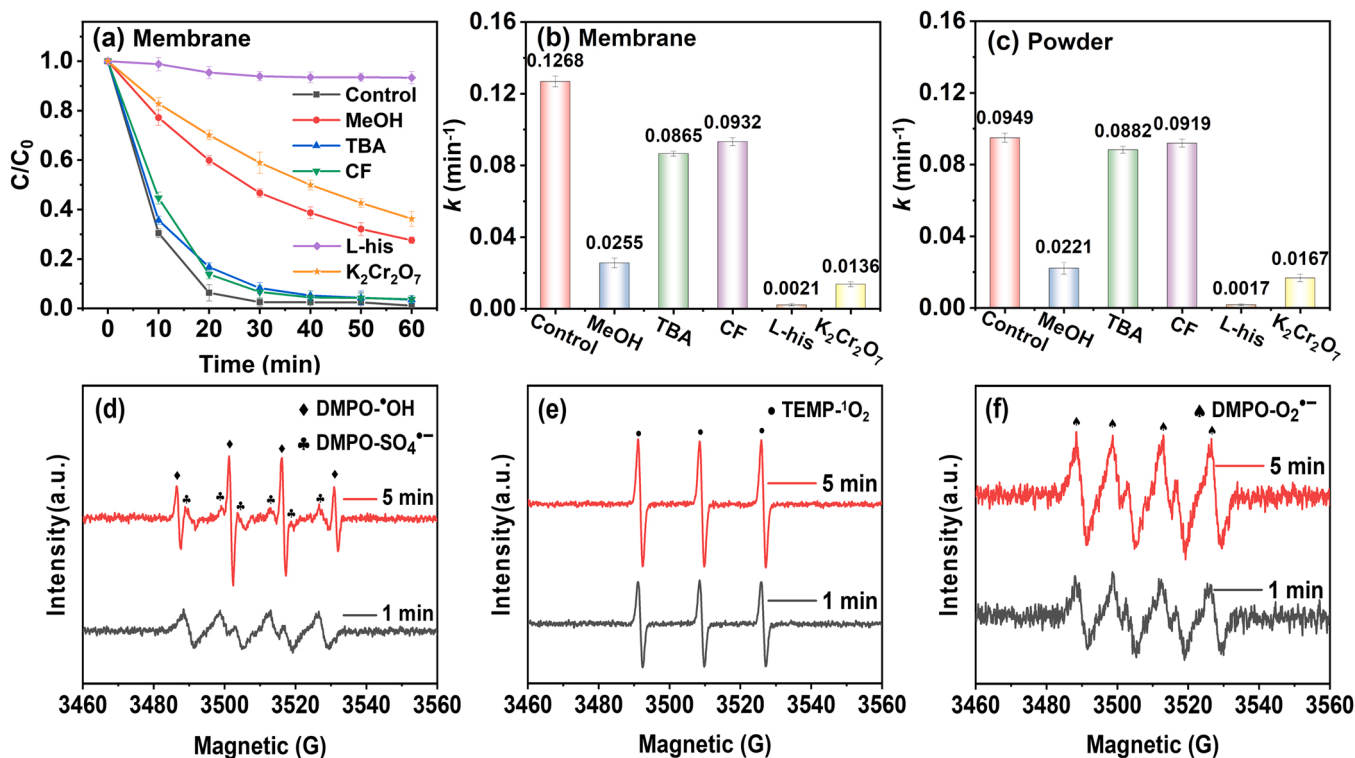 (a) Membrane
1.0
0.8
0.6
0.4
0.2
0.0
C/C₀
Control
MeOH
TBA
CF
L-his
K₂Cr₂O₇
0 10 20 30 40 50 60
Time (min)
(b) Membrane
0.16
0.12
0.08
0.04
0.00
k (min⁻¹)
0.1268
0.0255
0.0865
0.0932
0.0021
0.0136
Control MeOH TBA CF L-his K₂Cr₂O₇
(c) Powder
0.16
0.12
0.08
0.04
0.00
k (min⁻¹)
0.0949
0.0221
0.0882
0.0919
0.0017
0.0167
Control MeOH TBA CF L-his K₂Cr₂O₇
(d)
♦ DMPO-•OH
♣ DMPO-SO₄•−
5 min
1 min
Intensity(a.u.)
3460 3480 3500 3520 3540 3560
Magnetic (G)
(e)
• TEMP-¹O₂
5 min
1 min
Intensity(a.u.)
3460 3480 3500 3520 3540 3560
Magnetic (G)
(f)
♠ DMPO-O₂•−
5 min
1 min
Intensity(a.u.)
3460 3480 3500 3520 3540 3560
Magnetic (G)